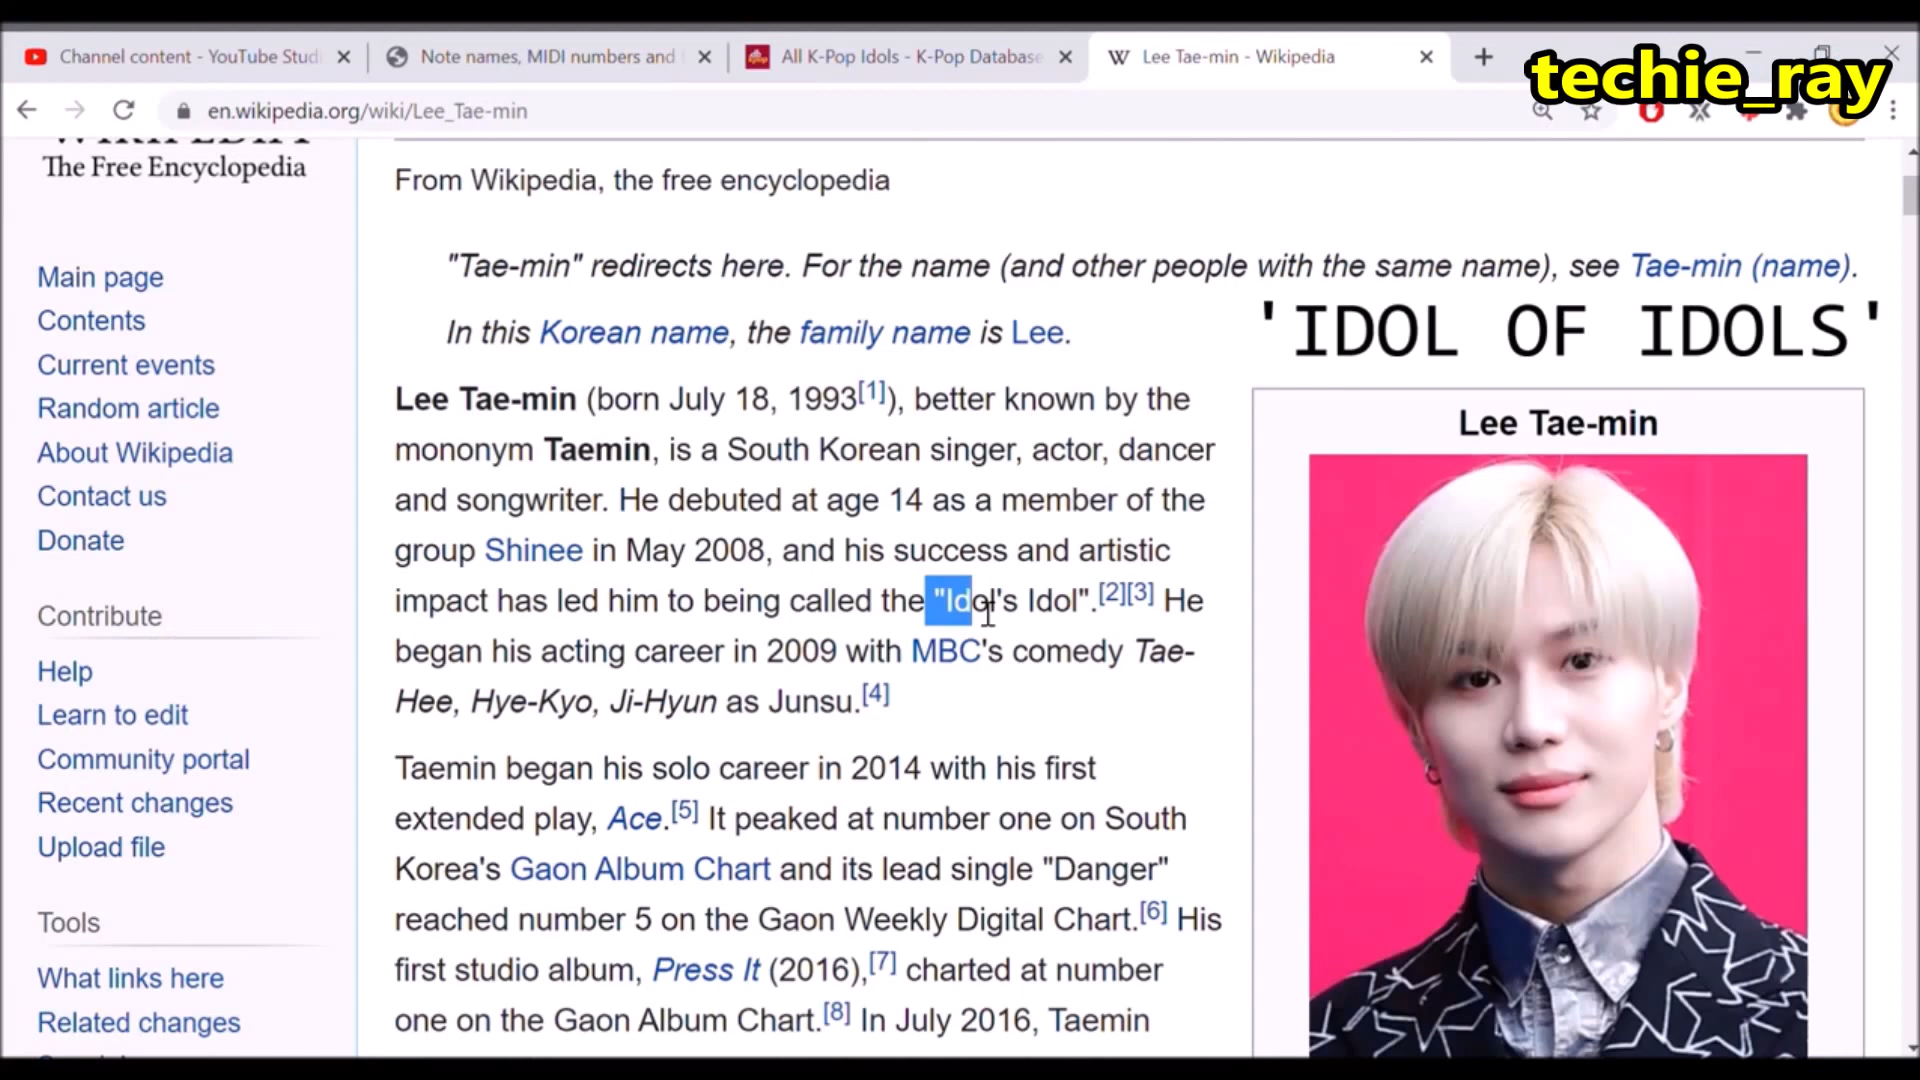 Channel content - YouTube Studi
Note names, MIDI numbers and
All K-Pop Idols - K-Pop Database
Lee Tae-min - Wikipedia
techie_ray
en.wikipedia.org/wiki/Lee_Tae-min
WIKIPEDIA
The Free Encyclopedia
From Wikipedia, the free encyclopedia
"Tae-min" redirects here. For the name (and other people with the same name), see Tae-min (name).
In this Korean name, the family name is Lee.
'IDOL OF IDOLS'
Main page
Contents
Current events
Random article
About Wikipedia
Contact us
Donate
Contribute
Help
Learn to edit
Community portal
Recent changes
Upload file
Tools
What links here
Related changes
Lee Tae-min (born July 18, 1993[1]), better known by the
mononym Taemin, is a South Korean singer, actor, dancer
and songwriter. He debuted at age 14 as a member of the
group Shinee in May 2008, and his success and artistic
impact has led him to being called the "Idol's Idol".[2][3] He
began his acting career in 2009 with MBC's comedy Tae-
Hee, Hye-Kyo, Ji-Hyun as Junsu.[4]
Taemin began his solo career in 2014 with his first
extended play, Ace.[5] It peaked at number one on South
Korea's Gaon Album Chart and its lead single "Danger"
reached number 5 on the Gaon Weekly Digital Chart.[6] His
first studio album, Press It (2016),[7] charted at number
one on the Gaon Album Chart.[8] In July 2016, Taemin
Lee Tae-min